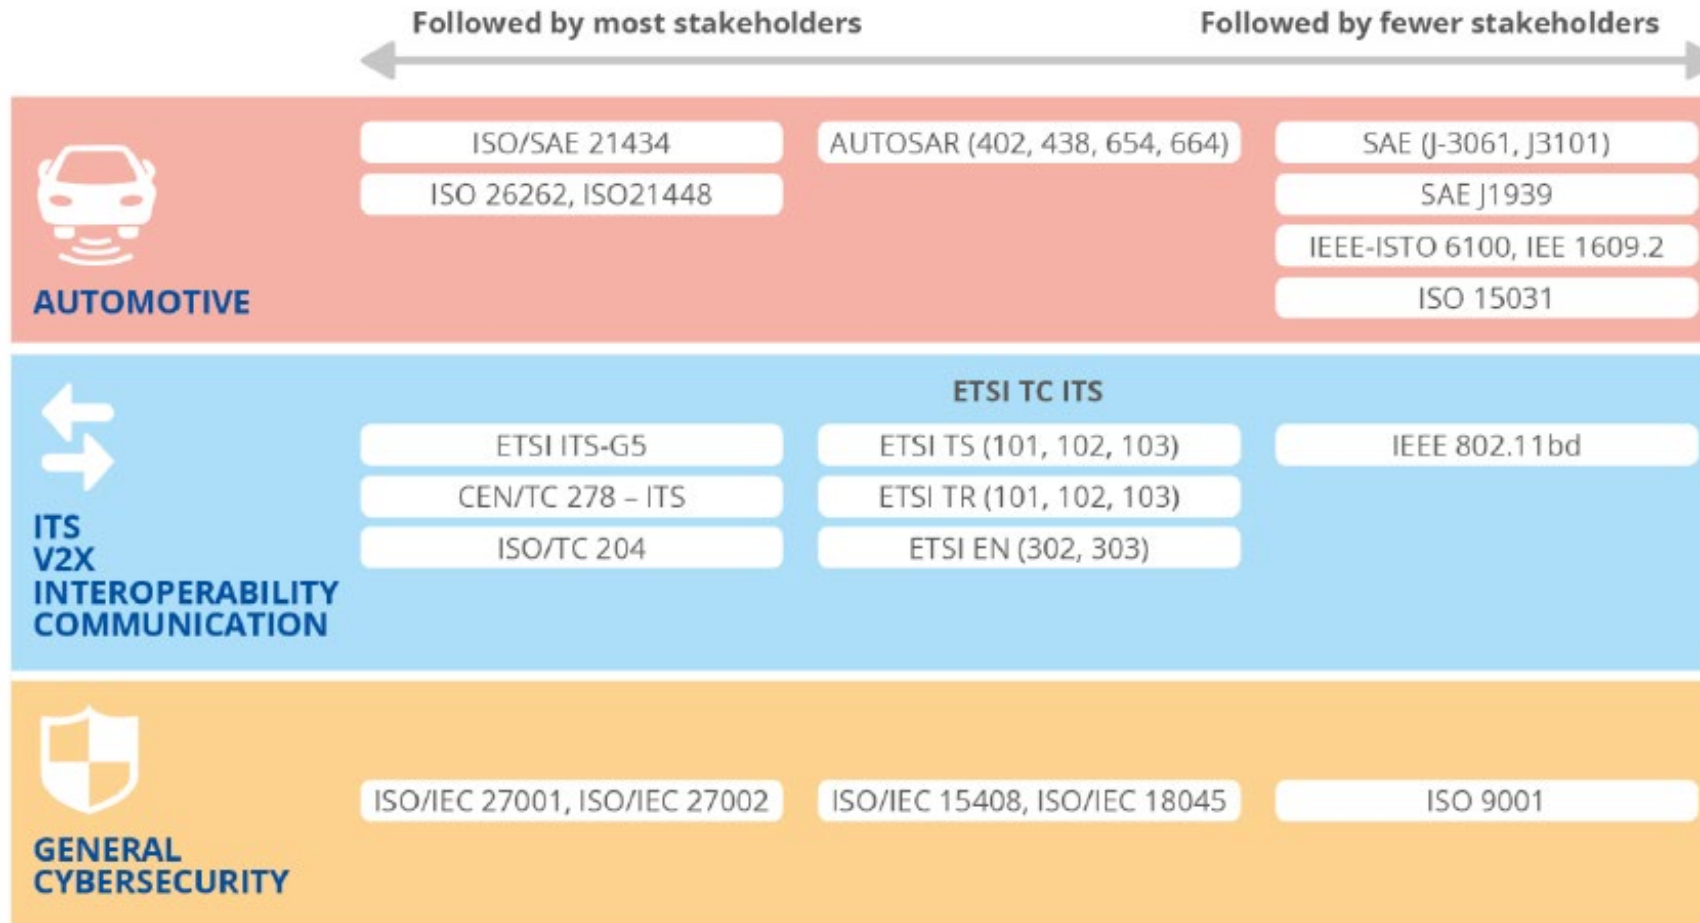 Followed by most stakeholders
Followed by fewer stakeholders
ISO/SAE 21434
AUTOSAR (402, 438, 654, 664)
SAE (J-3061, J3101)
ISO 26262, ISO21448
SAE J1939
IEEE-ISTO 6100, IEE 1609.2
ISO 15031
AUTOMOTIVE
ETSI TC ITS
ETSI ITS-G5
ETSI TS (101, 102, 103)
IEEE 802.11bd
CEN/TC 278 – ITS
ETSI TR (101, 102, 103)
ISO/TC 204
ETSI EN (302, 303)
ITS
V2X
INTEROPERABILITY
COMMUNICATION
ISO/IEC 27001, ISO/IEC 27002
ISO/IEC 15408, ISO/IEC 18045
ISO 9001
GENERAL
CYBERSECURITY